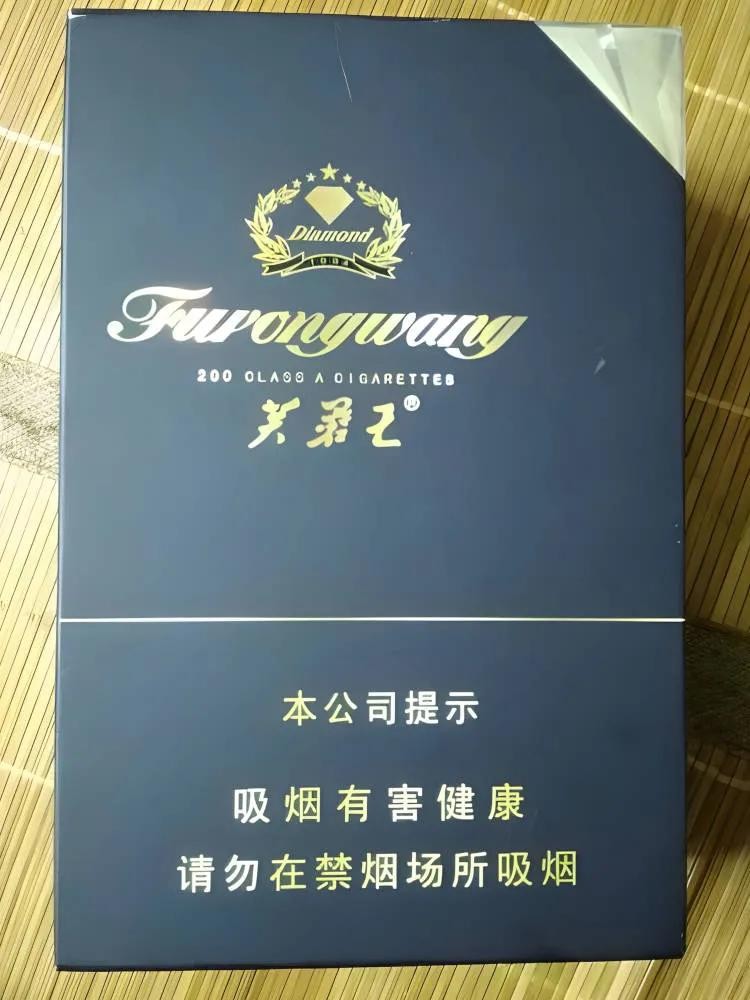 Diamond
Furongwang
200 CLASS A CIGARETTES
芙蓉王®
本公司提示
吸烟有害健康
请勿在禁烟场所吸烟